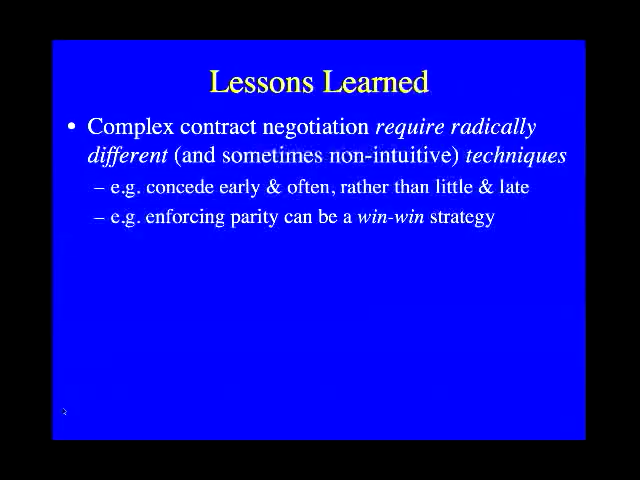 Lessons Learned
• Complex contract negotiation require radically
different (and sometimes non-intuitive) techniques
– e.g. concede early & often, rather than little & late
– e.g. enforcing parity can be a win-win strategy